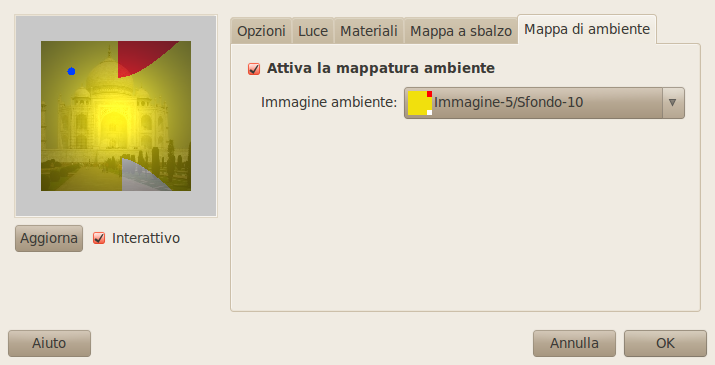 Opzioni Luce Materiali Mappa a sbalzo Mappa di ambiente
Attiva la mappatura ambiente
Immagine ambiente: Immagine-5/Sfondo-10
Aggiorna Interattivo
Aiuto Annulla OK